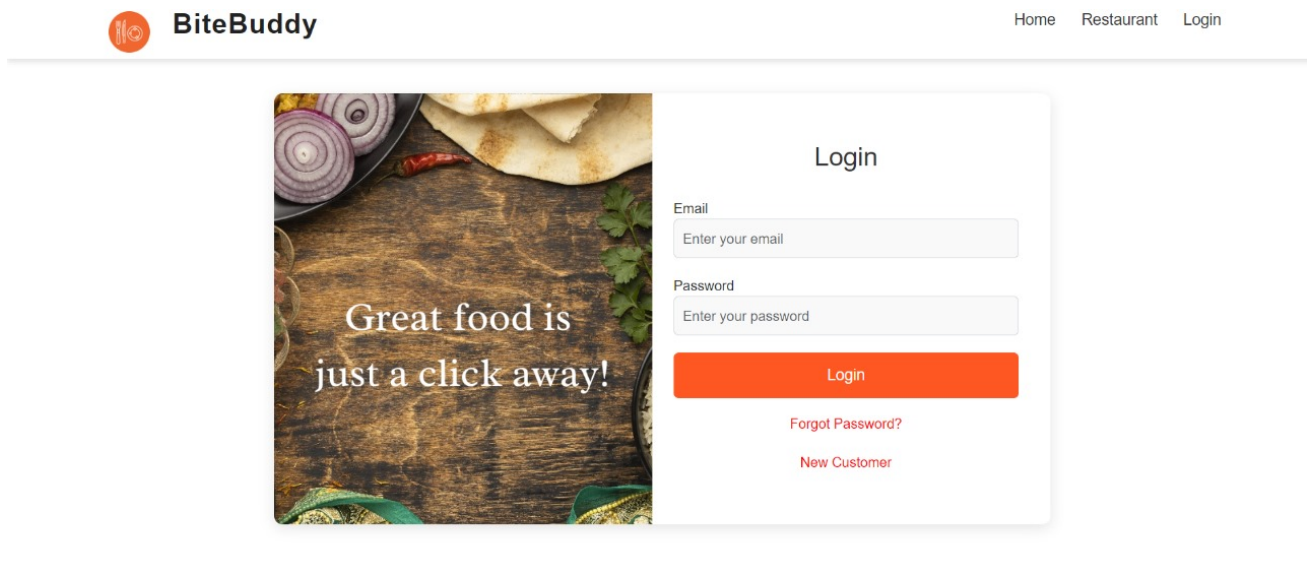 BiteBuddy
Home Restaurant Login
Great food is
just a click away!
Login
Email
Enter your email
Password
Enter your password
Login
Forgot Password?
New Customer